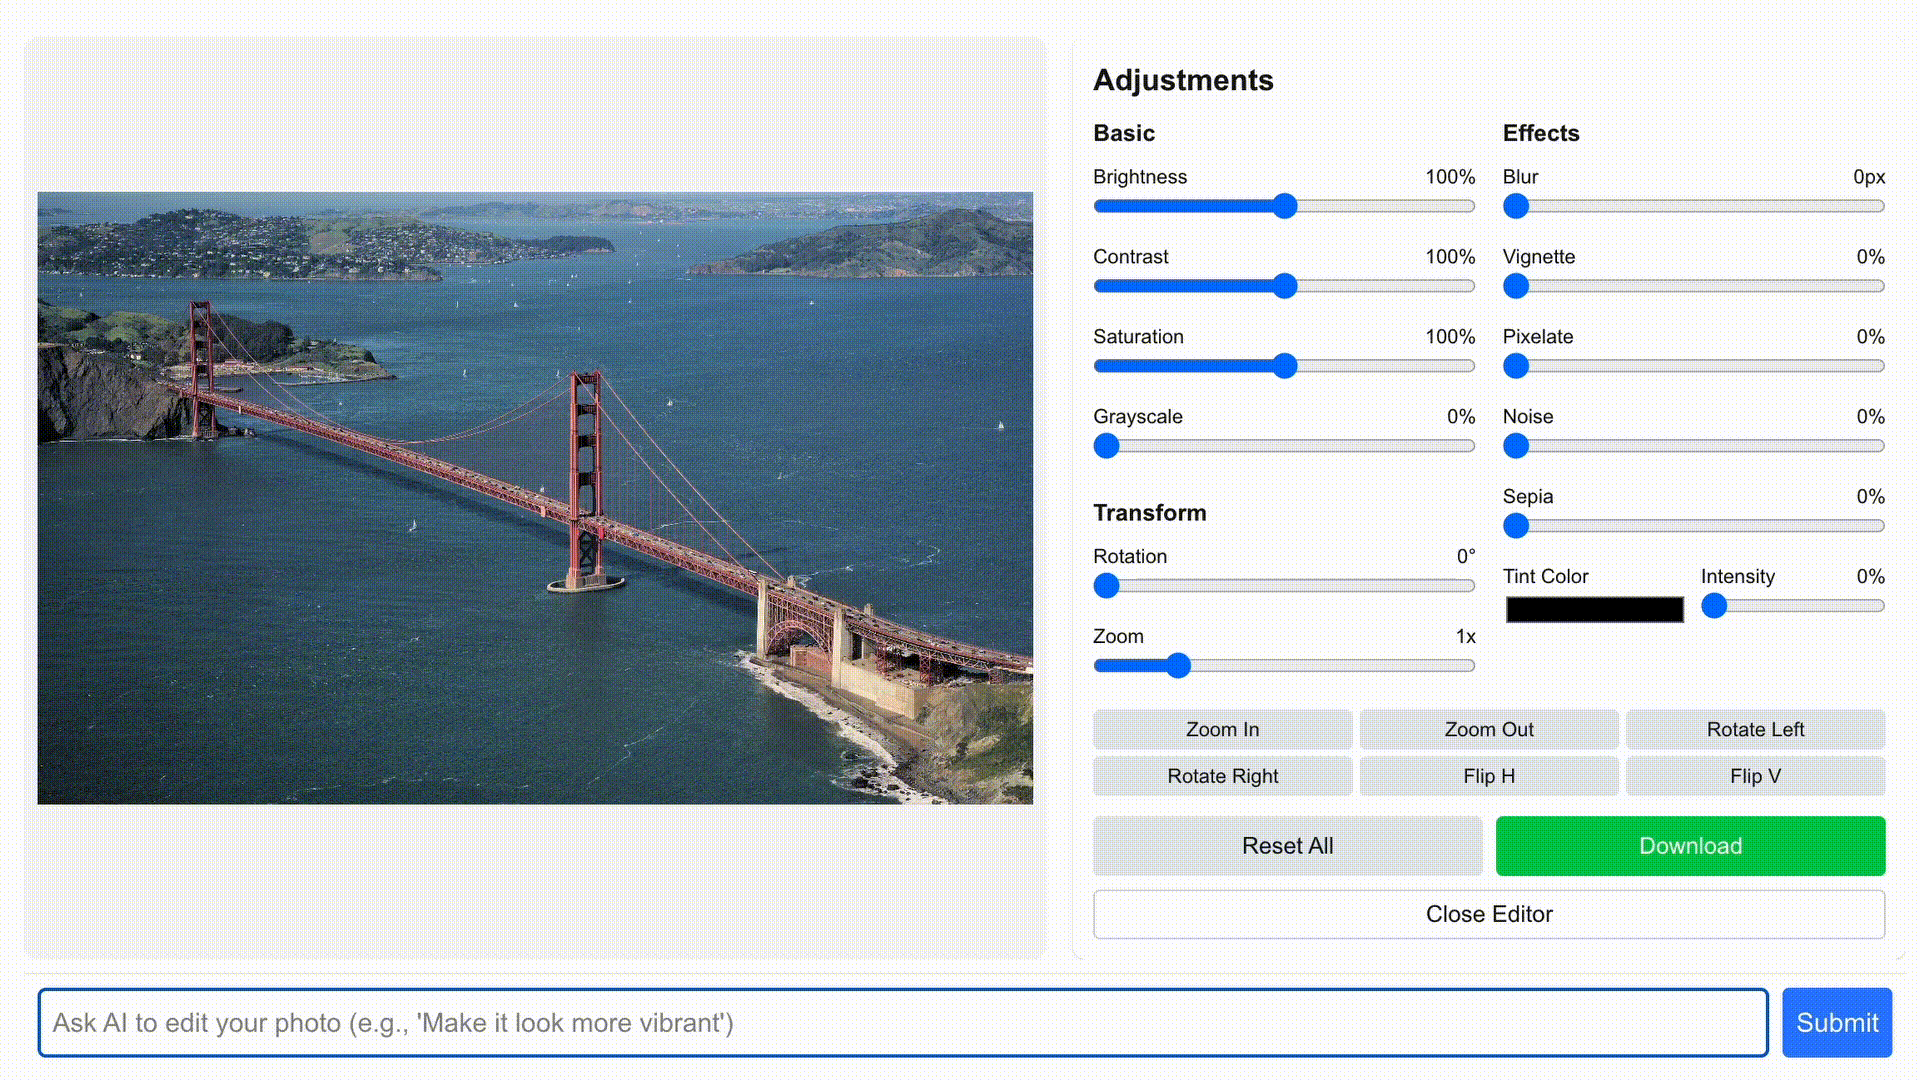 Adjustments
Basic
Brightness 100%
Contrast 100%
Saturation 100%
Grayscale 0%
Transform
Rotation 0°
Zoom 1x
Effects
Blur 0px
Vignette 0%
Pixelate 0%
Noise 0%
Sepia 0%
Tint Color
Intensity 0%
Zoom In Zoom Out Rotate Left
Rotate Right Flip H Flip V
Reset All Download
Close Editor
Ask AI to edit your photo (e.g., 'Make it look more vibrant') Submit